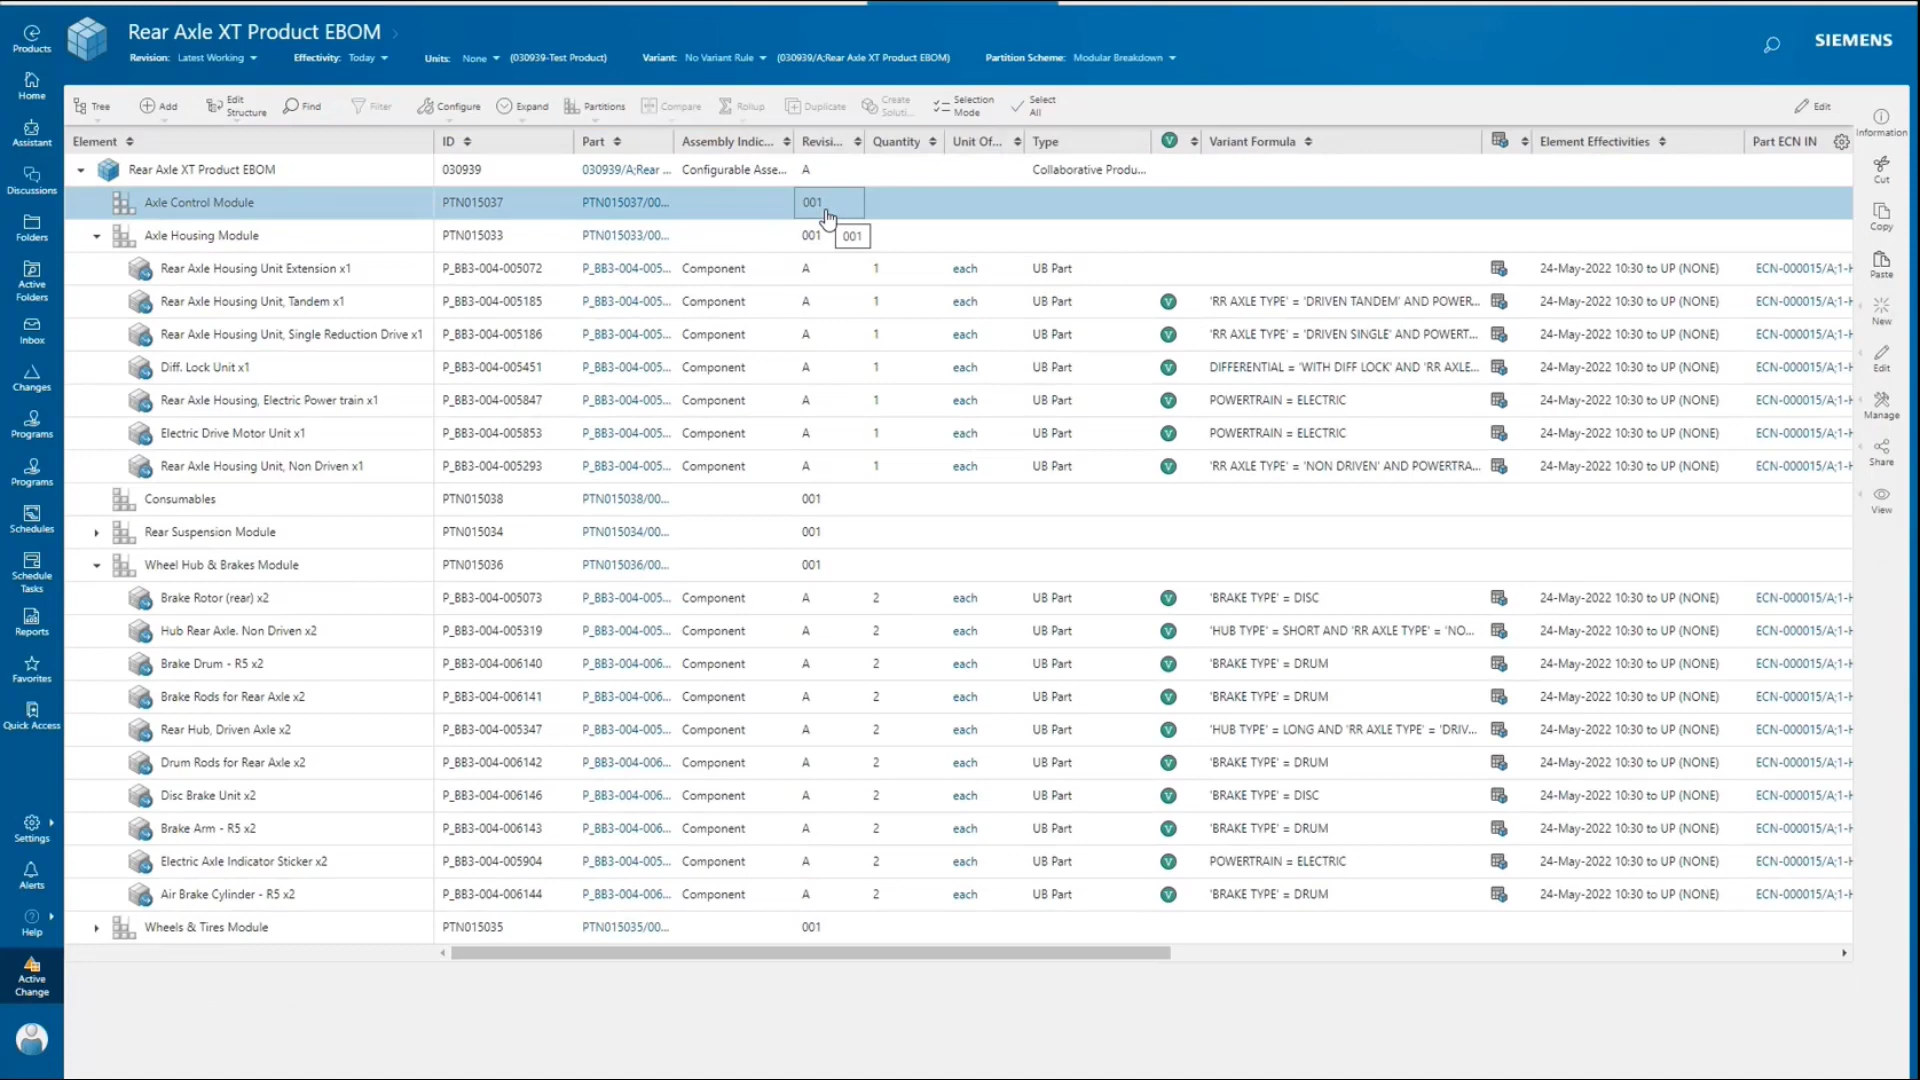 Rear Axle XT Product EBOM
SIEMENS
Revision: Latest Working Effectivity: Today Units: None (030939-Test Product) Variant: No Variant Rule (030939/A;Rear Axle XT Product EBOM) Partition Scheme: Modular Breakdown
Products
Home
Assistant
Discussions
Folders
Active Folders
Inbox
Changes
Programs
Programs
Schedules
Schedule Tasks
Reports
Favorites
Quick Access
Settings
Alerts
Help
Active Change
Tree Add Edit Structure Find Filter Configure Expand Partitions Compare Rollup Duplicate Create Soluti... Selection Mode Select All Edit
Element ID Part Assembly Indic... Revisi... Quantity Unit Of... Type Variant Formula Element Effectivities Part ECN IN
Rear Axle XT Product EBOM 030939 030939/A;Rear ... Configurable Asse... A Collaborative Produ...
Axle Control Module PTN015037 PTN015037/00... 001
Axle Housing Module PTN015033 PTN015033/00... 001 001
Rear Axle Housing Unit Extension x1 P_BB3-004-005072 P_BB3-004-005... Component A 1 each UB Part 24-May-2022 10:30 to UP (NONE) ECN-000015/A;1-H
Rear Axle Housing Unit, Tandem x1 P_BB3-004-005185 P_BB3-004-005... Component A 1 each UB Part V 'RR AXLE TYPE' = 'DRIVEN TANDEM' AND POWER... 24-May-2022 10:30 to UP (NONE) ECN-000015/A;1-H
Rear Axle Housing Unit, Single Reduction Drive x1 P_BB3-004-005186 P_BB3-004-005... Component A 1 each UB Part V 'RR AXLE TYPE' = 'DRIVEN SINGLE' AND POWERT... 24-May-2022 10:30 to UP (NONE) ECN-000015/A;1-H
Diff. Lock Unit x1 P_BB3-004-005451 P_BB3-004-005... Component A 1 each UB Part V DIFFERENTIAL = 'WITH DIFF LOCK' AND 'RR AXLE... 24-May-2022 10:30 to UP (NONE) ECN-000015/A;1-H
Rear Axle Housing, Electric Power train x1 P_BB3-004-005847 P_BB3-004-005... Component A 1 each UB Part V POWERTRAIN = ELECTRIC 24-May-2022 10:30 to UP (NONE) ECN-000015/A;1-H
Electric Drive Motor Unit x1 P_BB3-004-005853 P_BB3-004-005... Component A 1 each UB Part V POWERTRAIN = ELECTRIC 24-May-2022 10:30 to UP (NONE) ECN-000015/A;1-H
Rear Axle Housing Unit, Non Driven x1 P_BB3-004-005293 P_BB3-004-005... Component A 1 each UB Part V 'RR AXLE TYPE' = 'NON DRIVEN' AND POWERTRA... 24-May-2022 10:30 to UP (NONE) ECN-000015/A;1-H
Consumables PTN015038 PTN015038/00... 001
Rear Suspension Module PTN015034 PTN015034/00... 001
Wheel Hub & Brakes Module PTN015036 PTN015036/00... 001
Brake Rotor (rear) x2 P_BB3-004-005073 P_BB3-004-005... Component A 2 each UB Part V 'BRAKE TYPE' = DISC 24-May-2022 10:30 to UP (NONE) ECN-000015/A;1-H
Hub Rear Axle. Non Driven x2 P_BB3-004-005319 P_BB3-004-005... Component A 2 each UB Part V 'HUB TYPE' = SHORT AND 'RR AXLE TYPE' = 'NO... 24-May-2022 10:30 to UP (NONE) ECN-000015/A;1-H
Brake Drum - R5 x2 P_BB3-004-006140 P_BB3-004-006... Component A 2 each UB Part V 'BRAKE TYPE' = DRUM 24-May-2022 10:30 to UP (NONE) ECN-000015/A;1-H
Brake Rods for Rear Axle x2 P_BB3-004-006141 P_BB3-004-006... Component A 2 each UB Part V 'BRAKE TYPE' = DRUM 24-May-2022 10:30 to UP (NONE) ECN-000015/A;1-H
Rear Hub, Driven Axle x2 P_BB3-004-005347 P_BB3-004-005... Component A 2 each UB Part V 'HUB TYPE' = LONG AND 'RR AXLE TYPE' = 'DRIV... 24-May-2022 10:30 to UP (NONE) ECN-000015/A;1-H
Drum Rods for Rear Axle x2 P_BB3-004-006142 P_BB3-004-006... Component A 2 each UB Part V 'BRAKE TYPE' = DRUM 24-May-2022 10:30 to UP (NONE) ECN-000015/A;1-H
Disc Brake Unit x2 P_BB3-004-006146 P_BB3-004-006... Component A 2 each UB Part V 'BRAKE TYPE' = DISC 24-May-2022 10:30 to UP (NONE) ECN-000015/A;1-H
Brake Arm - R5 x2 P_BB3-004-006143 P_BB3-004-006... Component A 2 each UB Part V 'BRAKE TYPE' = DRUM 24-May-2022 10:30 to UP (NONE) ECN-000015/A;1-H
Electric Axle Indicator Sticker x2 P_BB3-004-005904 P_BB3-004-005... Component A 2 each UB Part V POWERTRAIN = ELECTRIC 24-May-2022 10:30 to UP (NONE) ECN-000015/A;1-H
Air Brake Cylinder - R5 x2 P_BB3-004-006144 P_BB3-004-006... Component A 2 each UB Part V 'BRAKE TYPE' = DRUM 24-May-2022 10:30 to UP (NONE) ECN-000015/A;1-H
Wheels & Tires Module PTN015035 PTN015035/00... 001
Information
Cut
Copy
Paste
New
Edit
Manage
Share
View